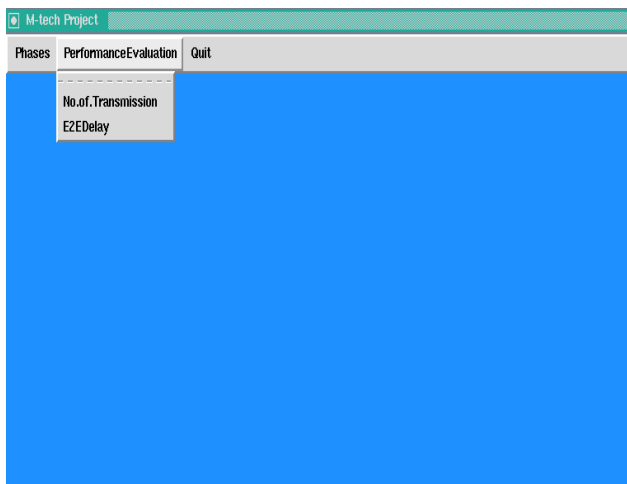 M-tech Project
Phases PerformanceEvaluation Quit
No.of.Transmission
E2EDelay